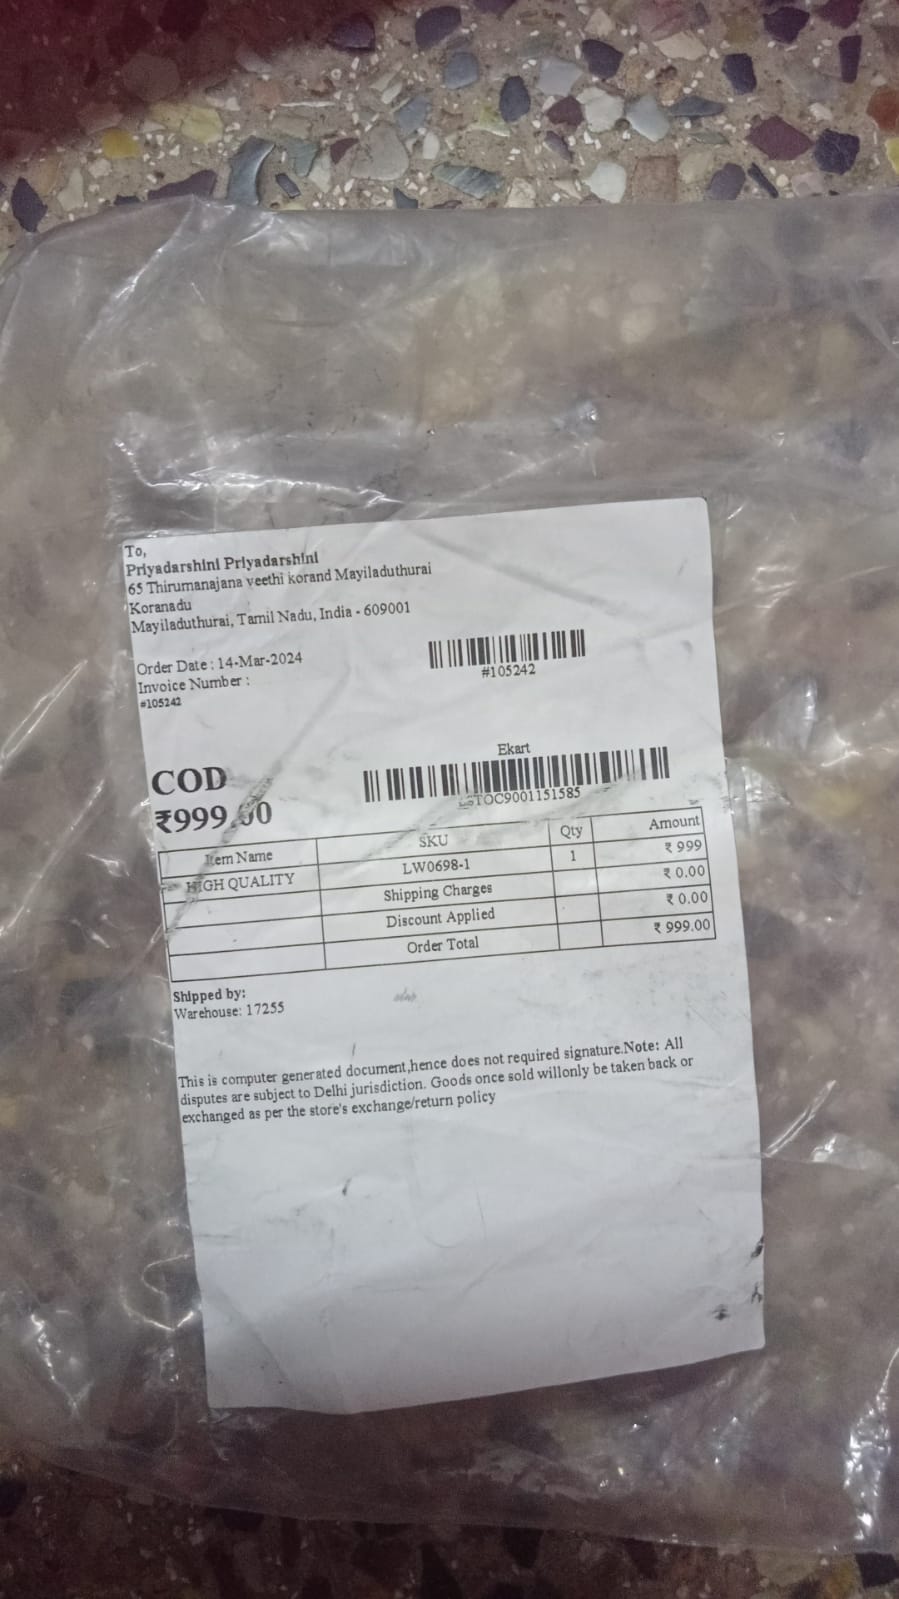 To,
Priyadarshini Priyadarshini
65 Thirumanajana veethi korand Mayiladuthurai
Koranadu
Mayiladuthurai, Tamil Nadu, India - 609001
Order Date : 14-Mar-2024
Invoice Number :
#105242
#105242
COD
₹999.00
Ekart
TOC9001151585
Item Name SKU Qty Amount
HIGH QUALITY LW0698-1 1 ₹ 999
Shipping Charges ₹ 0.00
Discount Applied ₹ 0.00
Order Total ₹ 999.00
Shipped by:
Warehouse: 17255
This is computer generated document,hence does not required signature.Note: All
disputes are subject to Delhi jurisdiction. Goods once sold willonly be taken back or
exchanged as per the store's exchange/return policy